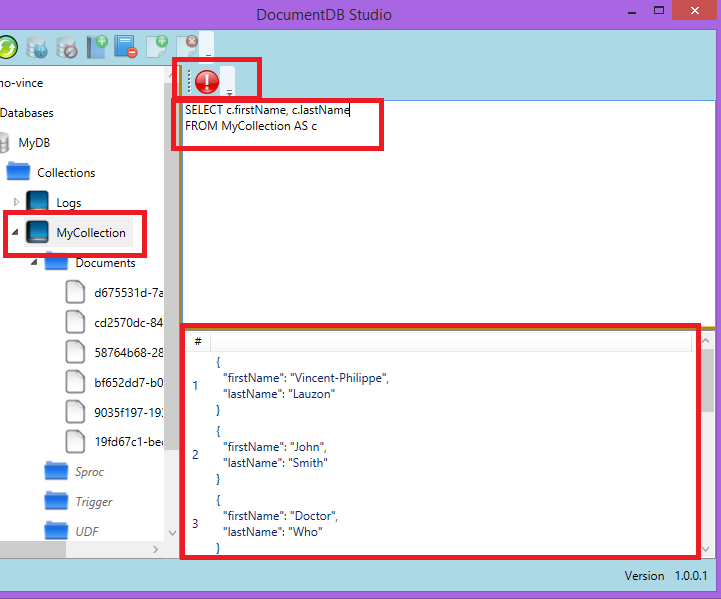 DocumentDB Studio
no-vince
Databases
MyDB
Collections
Logs
MyCollection
Documents
d675531d-7a
cd2570dc-84
58764b68-28
bf652dd7-b0
9035f197-19
19fd67c1-be
Sproc
Trigger
UDF
SELECT c.firstName, c.lastName
FROM MyCollection AS c
#
1
{
"firstName": "Vincent-Philippe",
"lastName": "Lauzon"
}
2
{
"firstName": "John",
"lastName": "Smith"
}
3
{
"firstName": "Doctor",
"lastName": "Who"
}
Version 1.0.0.1